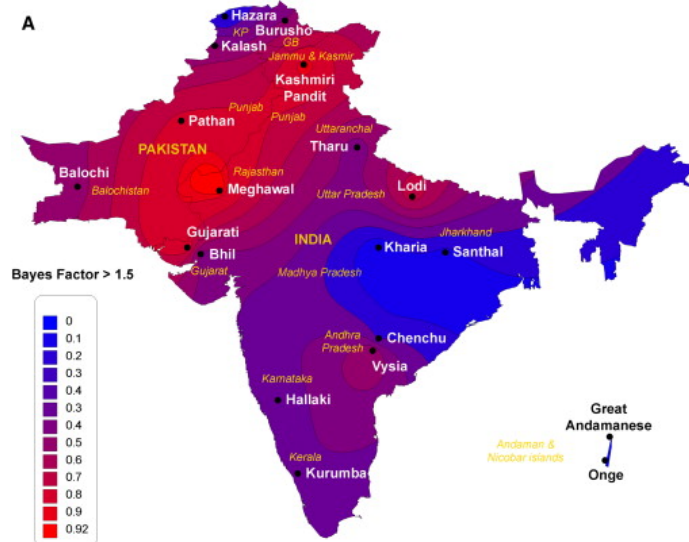 A
Hazara
KP
Burusho
GB
Kalash
Jammu & Kasmir
Kashmiri
Pandit
Punjab
Punjab
Pathan
Uttaranchal
Tharu
PAKISTAN
Rajasthan
Balochi
Balochistan
Meghawal
Uttar Pradesh
Lodi
Gujarati
Bhil
INDIA
Jharkhand
Kharia
Santhal
Gujarat
Madhya Pradesh
Bayes Factor > 1.5
0
0.1
0.2
0.3
0.4
0.3
0.4
0.5
0.6
0.7
0.8
0.9
0.92
Andhra
Pradesh
Chenchu
Vysia
Karnataka
Hallaki
Kerala
Kurumba
Great
Andamanese
Andaman &
Nicobar islands
Onge